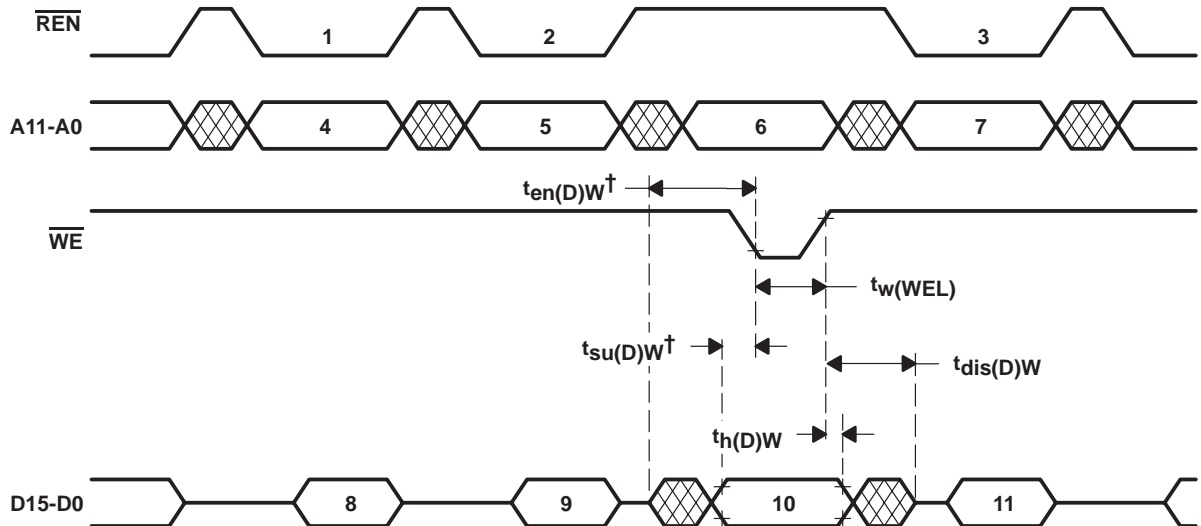 REN
1 2 3
A11-A0
4 5 6 7
ten(D)W†
WE
tw(WEL)
tsu(D)W†
tdis(D)W
th(D)W
D15-D0
8 9 10 11